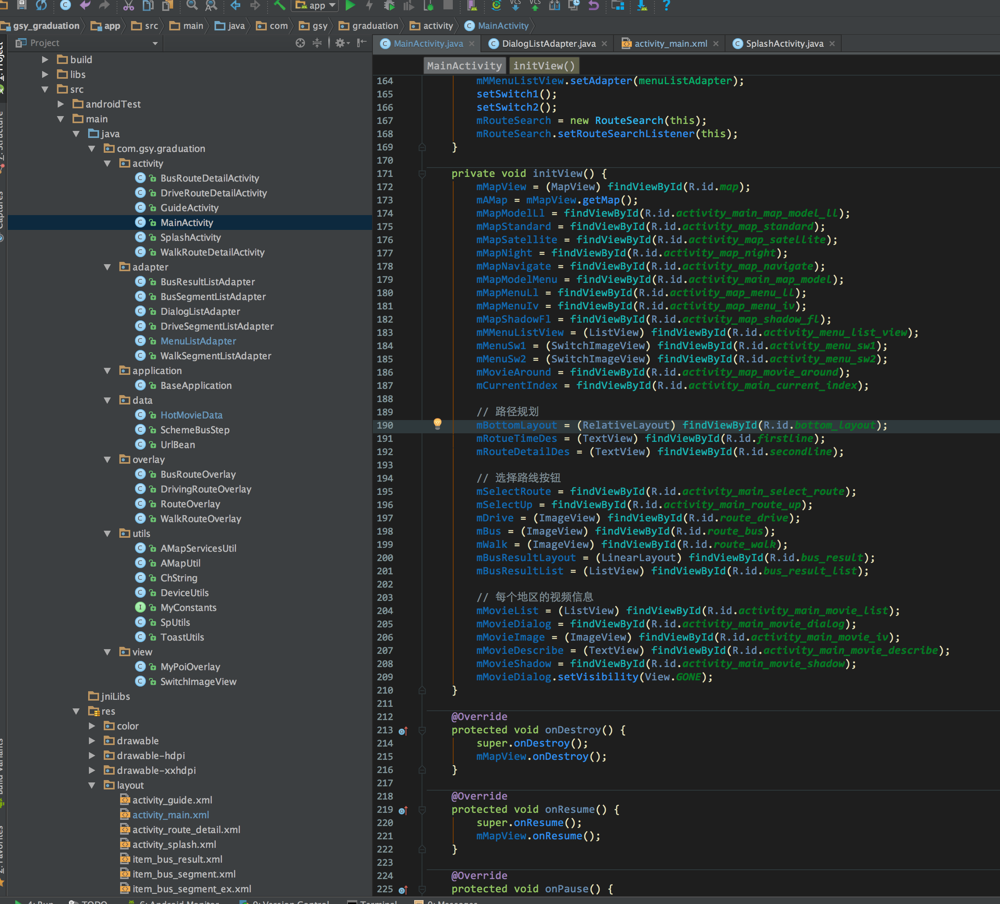 app
VCS VCS
gsy_graduation app src main java com gsy graduation activity MainActivity
Project
MainActivity.java DialogListAdapter.java activity_main.xml SplashActivity.java
MainActivity initView()
build
libs
src
androidTest
main
java
com.gsy.graduation
activity
BusRouteDetailActivity
DriveRouteDetailActivity
GuideActivity
MainActivity
SplashActivity
WalkRouteDetailActivity
adapter
BusResultListAdapter
BusSegmentListAdapter
DialogListAdapter
DriveSegmentListAdapter
MenuListAdapter
WalkSegmentListAdapter
application
BaseApplication
data
HotMovieData
SchemeBusStep
UrlBean
overlay
BusRouteOverlay
DrivingRouteOverlay
RouteOverlay
WalkRouteOverlay
utils
AMapServicesUtil
AMapUtil
ChString
DeviceUtils
MyConstants
SpUtils
ToastUtils
view
MyPoiOverlay
SwitchImageView
jniLibs
res
color
drawable
drawable-hdpi
drawable-xxhdpi
layout
activity_guide.xml
activity_main.xml
activity_route_detail.xml
activity_splash.xml
item_bus_result.xml
item_bus_segment.xml
item_bus_segment_ex.xml
164 mMMenuListView.setAdapter(menuListAdapter);
165 setSwitch1();
166 setSwitch2();
167 mRouteSearch = new RouteSearch(this);
168 mRouteSearch.setRouteSearchListener(this);
169 }
170
171 private void initView() {
172 mMapView = (MapView) findViewById(R.id.map);
173 mAMap = mMapView.getMap();
174 mMapModelLl = findViewById(R.id.activity_main_map_model_ll);
175 mMapStandard = findViewById(R.id.activity_map_standard);
176 mMapSatellite = findViewById(R.id.activity_map_satellite);
177 mMapNight = findViewById(R.id.activity_map_night);
178 mMapNavigate = findViewById(R.id.activity_map_navigate);
179 mMapModelMenu = findViewById(R.id.activity_main_map_model);
180 mMapMenuLl = findViewById(R.id.activity_map_menu_ll);
181 mMapMenuIv = findViewById(R.id.activity_map_menu_iv);
182 mMapShadowFl = findViewById(R.id.activity_map_shadow_fl);
183 mMMenuListView = (ListView) findViewById(R.id.activity_menu_list_view);
184 mMenuSw1 = (SwitchImageView) findViewById(R.id.activity_menu_sw1);
185 mMenuSw2 = (SwitchImageView) findViewById(R.id.activity_menu_sw2);
186 mMovieAround = findViewById(R.id.activity_map_movie_around);
187 mCurrentIndex = findViewById(R.id.activity_main_current_index);
188
189 // 路径规划
190 mBottomLayout = (RelativeLayout) findViewById(R.id.bottom_layout);
191 mRotueTimeDes = (TextView) findViewById(R.id.firstline);
192 mRouteDetailDes = (TextView) findViewById(R.id.secondline);
193
194 // 选择路线按钮
195 mSelectRoute = findViewById(R.id.activity_main_select_route);
196 mSelectUp = findViewById(R.id.activity_main_route_up);
197 mDrive = (ImageView) findViewById(R.id.route_drive);
198 mBus = (ImageView) findViewById(R.id.route_bus);
199 mWalk = (ImageView) findViewById(R.id.route_walk);
200 mBusResultLayout = (LinearLayout) findViewById(R.id.bus_result);
201 mBusResultList = (ListView) findViewById(R.id.bus_result_list);
202
203 // 每个地区的视频信息
204 mMovieList = (ListView) findViewById(R.id.activity_main_movie_list);
205 mMovieDialog = findViewById(R.id.activity_main_movie_dialog);
206 mMovieImage = (ImageView) findViewById(R.id.activity_main_movie_iv);
207 mMovieDescribe = (TextView) findViewById(R.id.activity_main_movie_describe);
208 mMovieShadow = findViewById(R.id.activity_main_movie_shadow);
209 mMovieDialog.setVisibility(View.GONE);
210 }
211
212 @Override
213 protected void onDestroy() {
214 super.onDestroy();
215 mMapView.onDestroy();
216 }
217
218 @Override
219 protected void onResume() {
220 super.onResume();
221 mMapView.onResume();
222 }
223
224 @Override
225 protected void onPause() {
4: Run TODO 6: Android Monitor 9: Version Control Terminal 0: Messages